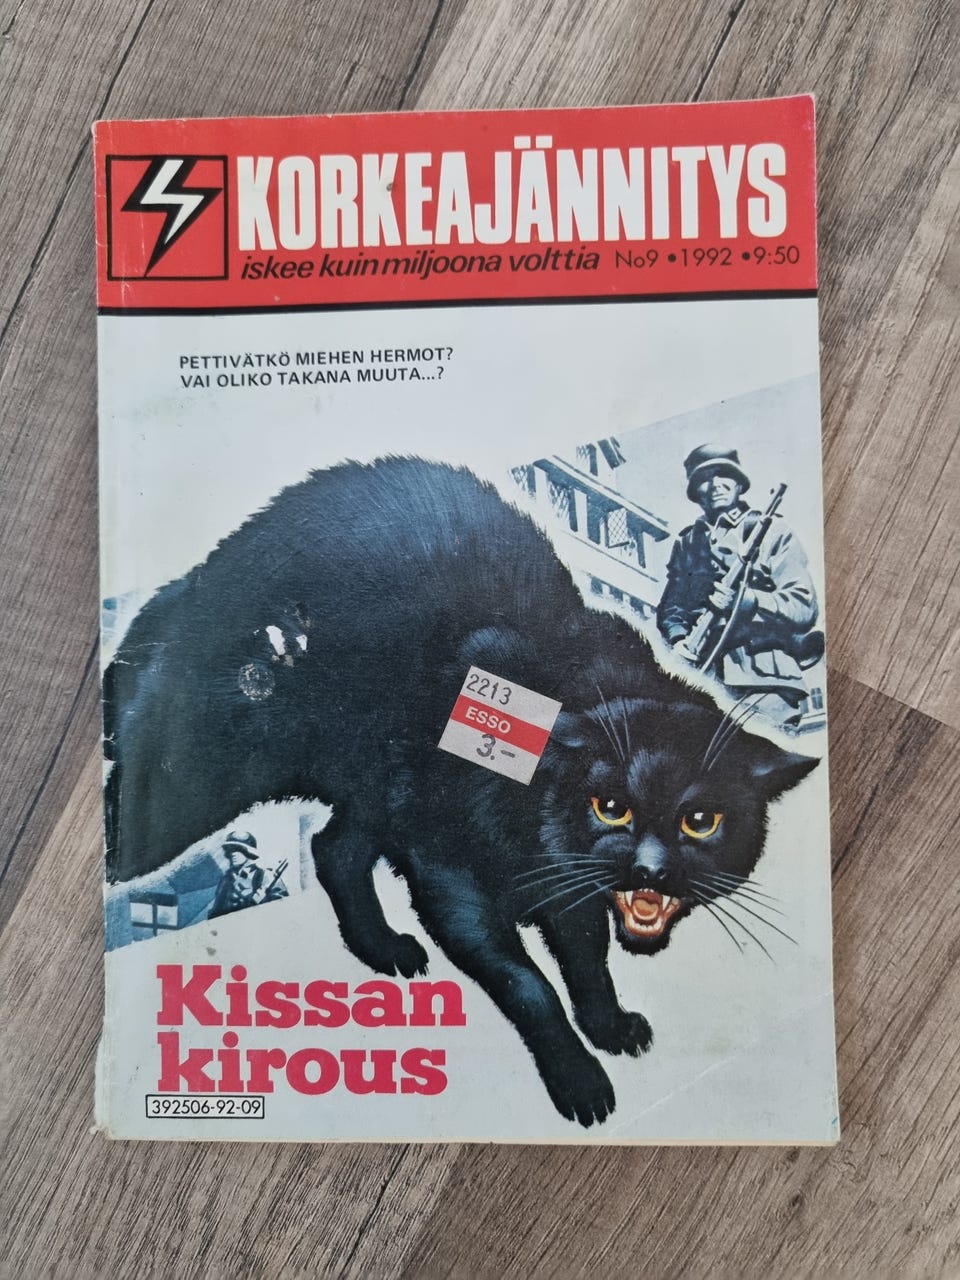 KORKEAJÄNNITYS
iskee kuin miljoona volttia No9 • 1992 • 9:50
PETTIVÄTKÖ MIEHEN HERMOT?
VAI OLIKO TAKANA MUUTA...?
2213
ESSO
3.-
Kissan
kirous
392506-92-09